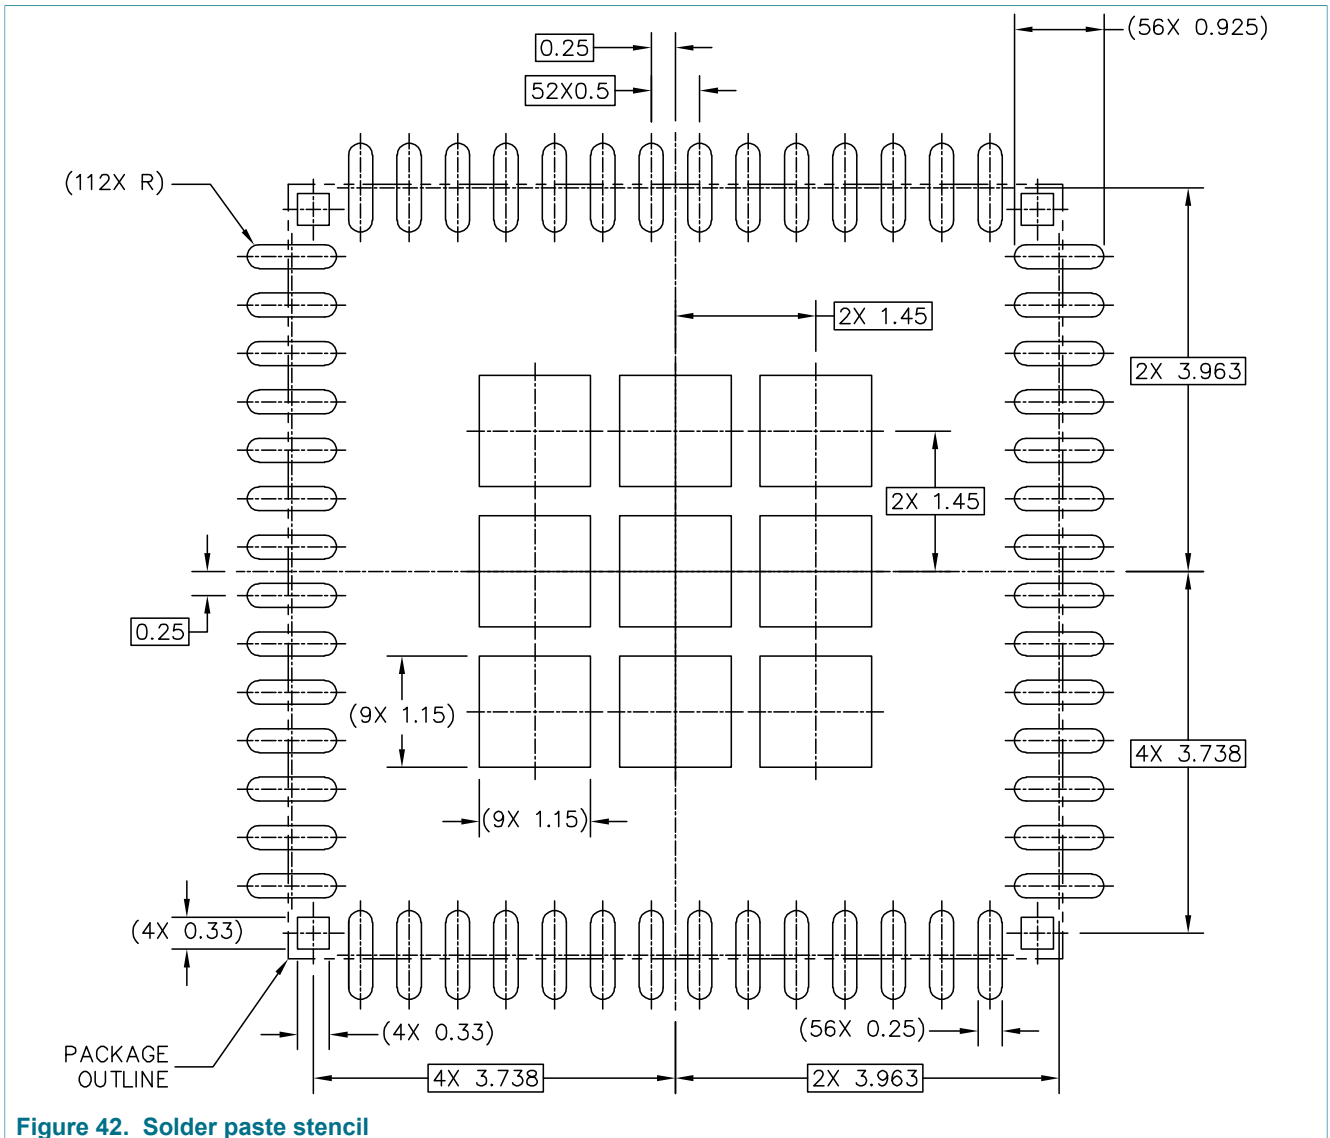 (56X 0.925)
0.25
52X0.5
(112X R)
2X 1.45
2X 3.963
2X 1.45
0.25
(9X 1.15)
4X 3.738
(9X 1.15)
(4X 0.33)
(4X 0.33)
(56X 0.25)
PACKAGE
OUTLINE
4X 3.738
2X 3.963
Figure 42. Solder paste stencil